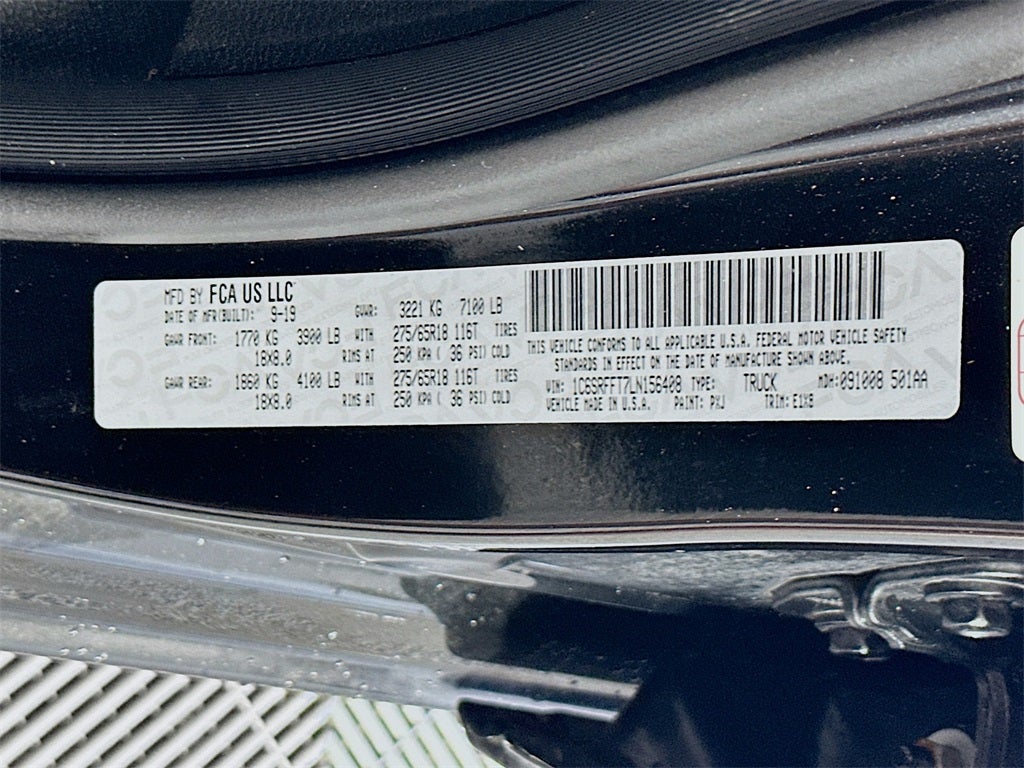 MFD BY FCA US LLC
DATE OF MFR(BUILT): 9-19 GVWR: 3221 KG 7100 LB
GAWR FRONT: 1770 KG 3900 LB WITH 275/65R18 116T TIRES
18X8.0 RIMS AT 250 KPA ( 36 PSI) COLD
GAWR REAR: 1860 KG 4100 LB WITH 275/65R18 116T TIRES
18X8.0 RIMS AT 250 KPA ( 36 PSI) COLD
THIS VEHICLE CONFORMS TO ALL APPLICABLE U.S.A. FEDERAL MOTOR VEHICLE SAFETY
STANDARDS IN EFFECT ON THE DATE OF MANUFACTURE SHOWN ABOVE.
VIN: 1C6SRFFT7LN156408 TYPE: TRUCK MDH: 091008 501AA
VEHICLE MADE IN U.S.A. PAINT: PXJ TRIM: E1X8